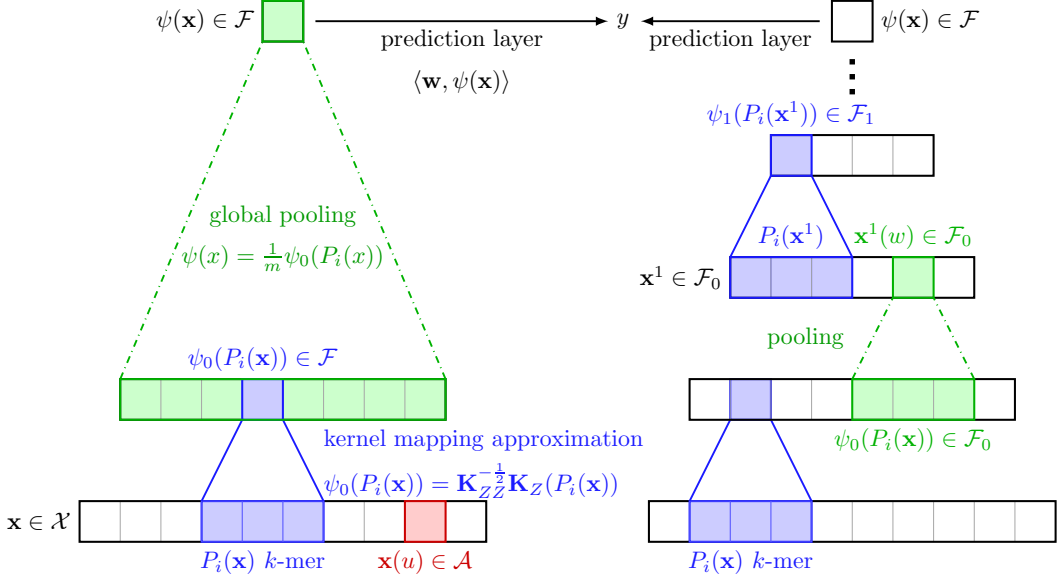 ψ(x) ∈ F
y
ψ(x) ∈ F
prediction layer
prediction layer
⟨w, ψ(x)⟩
ψ₁(Pᵢ(x¹)) ∈ F₁
global pooling
ψ(x) = 1/m ψ₀(Pᵢ(x))
Pᵢ(x¹)
x¹(w) ∈ F₀
x¹ ∈ F₀
pooling
ψ₀(Pᵢ(x)) ∈ F
kernel mapping approximation
ψ₀(Pᵢ(x)) ∈ F₀
ψ₀(Pᵢ(x)) = K_{ZZ}^{-1/2} K_Z(Pᵢ(x))
x ∈ X
Pᵢ(x) k-mer
x(u) ∈ A
Pᵢ(x) k-mer